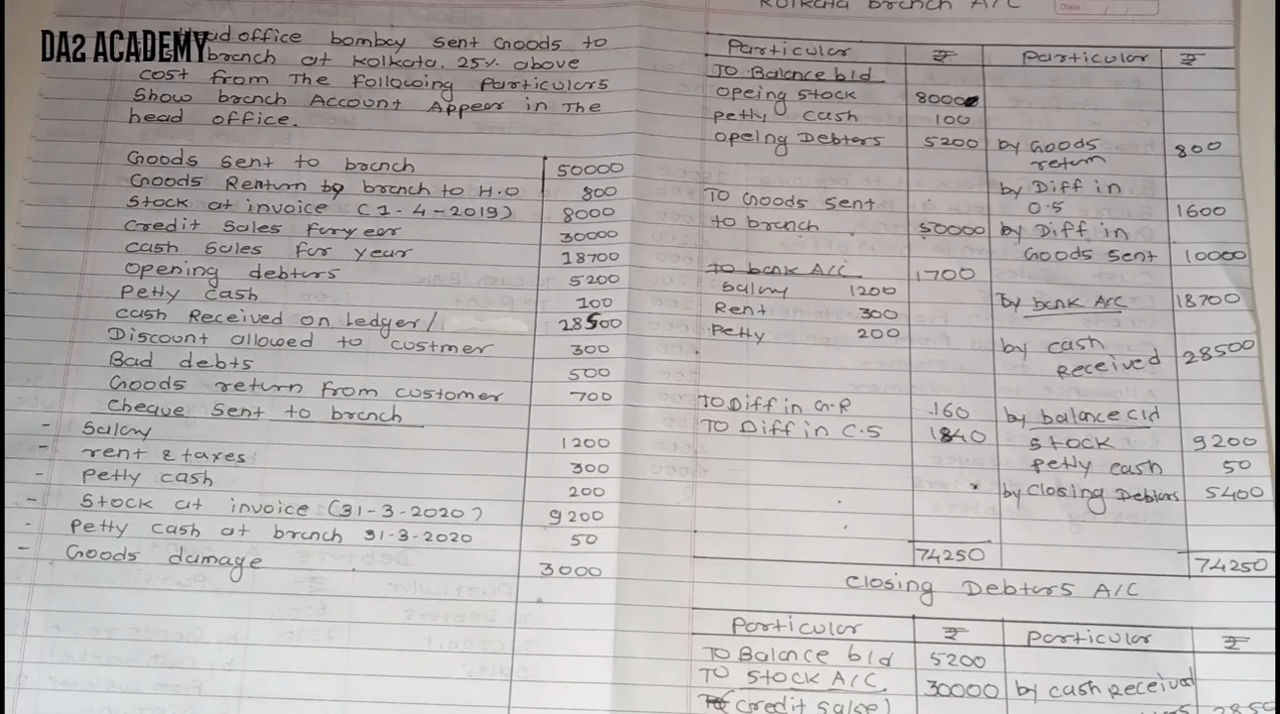 Kolkata branch A/C
DA2 ACADEMY
Head office bombay sent Goods to
branch at Kolkata. 25% above
cost from The following Particulars
Show branch Account Appear in The
head office.
Goods sent to branch 50000
Goods Renturn by branch to H.O 800
Stock at invoice (1-4-2019) 8000
Credit Sales for year 30000
cash Sales for year 18700
opening debturs 5200
Petty cash 100
cash Received on ledger/ 28500
Discount allowed to custmer 300
Bad debts 500
Goods return from customer 700
cheque sent to branch
- Salary 1200
- rent & taxes 300
- Petty cash 200
- Stock at invoice (31-3-2020) 9200
- Petty cash at branch 31-3-2020 50
- Goods damage 3000
Particular ₹ Particular ₹
TO Balance b/d
opeing stock 8000
petty cash 100
opeing Debters 5200 by Goods return 800
by Diff in O.S 1600
TO Goods sent to branch 50000 by Diff in Goods sent 10000
to bank A/C 1700
Salary 1200
by bank A/C 18700
Rent 300
Petty 200
by cash Received 28500
TO Diff in G.R 160 by balance c/d
TO Diff in C.S 1840 stock 9200
petty cash 50
by closing Debtars 5400
74250 74250
closing Debturs A/C
Particular ₹ Particular ₹
TO Balance b/d 5200
TO Stock A/C 30000 by cash received
(credit salse)